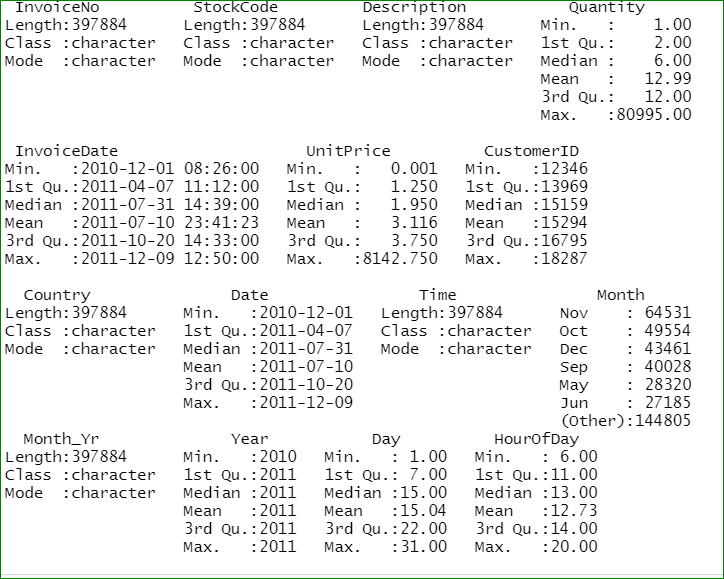 InvoiceNo          StockCode         Description           Quantity
Length:397884      Length:397884      Length:397884      Min.   :    1.00
Class :character   Class :character   Class :character   1st Qu.:    2.00
Mode  :character   Mode  :character   Mode  :character   Median :    6.00
                                                         Mean   :   12.99
                                                         3rd Qu.:   12.00
                                                         Max.   :80995.00

 InvoiceDate                    UnitPrice          CustomerID
Min.   :2010-12-01 08:26:00   Min.   :   0.001   Min.   :12346
1st Qu.:2011-04-07 11:12:00   1st Qu.:   1.250   1st Qu.:13969
Median :2011-07-31 14:39:00   Median :   1.950   Median :15159
Mean   :2011-07-10 23:41:23   Mean   :   3.116   Mean   :15294
3rd Qu.:2011-10-20 14:33:00   3rd Qu.:   3.750   3rd Qu.:16795
Max.   :2011-12-09 12:50:00   Max.   :8142.750   Max.   :18287

  Country               Date                Time               Month
Length:397884      Min.   :2010-12-01   Length:397884      Nov    : 64531
Class :character   1st Qu.:2011-04-07   Class :character   Oct    : 49554
Mode  :character   Median :2011-07-31   Mode  :character   Dec    : 43461
                   Mean   :2011-07-10                      Sep    : 40028
                   3rd Qu.:2011-10-20                      May    : 28320
                   Max.   :2011-12-09                      Jun    : 27185
                                                           (Other):144805
  Month_Yr              Year           Day          HourOfDay
Length:397884      Min.   :2010   Min.   : 1.00   Min.   : 6.00
Class :character   1st Qu.:2011   1st Qu.: 7.00   1st Qu.:11.00
Mode  :character   Median :2011   Median :15.00   Median :13.00
                   Mean   :2011   Mean   :15.04   Mean   :12.73
                   3rd Qu.:2011   3rd Qu.:22.00   3rd Qu.:14.00
                   Max.   :2011   Max.   :31.00   Max.   :20.00